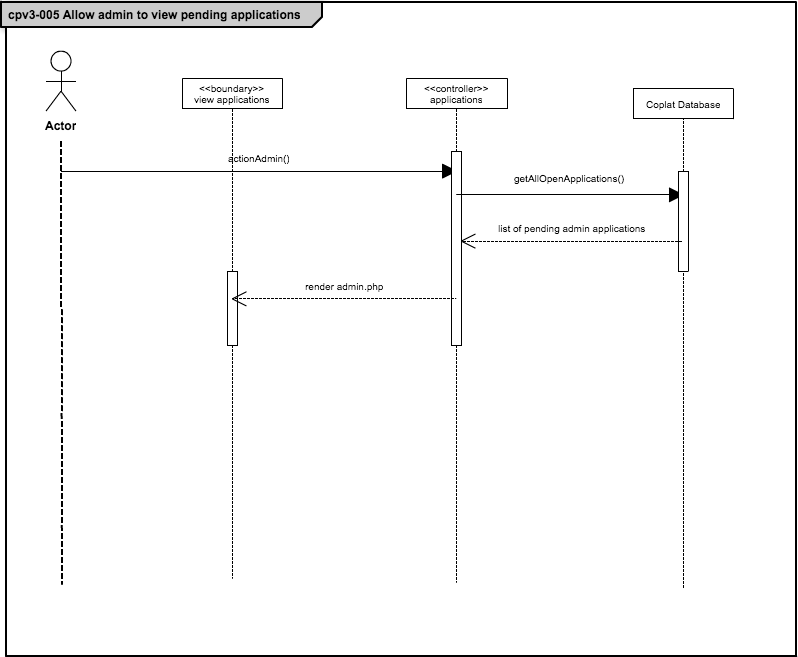 cpv3-005 Allow admin to view pending applications
Actor
<<boundary>>
view applications
<<controller>>
applications
Coplat Database
actionAdmin()
getAllOpenApplications()
list of pending admin applications
render admin.php